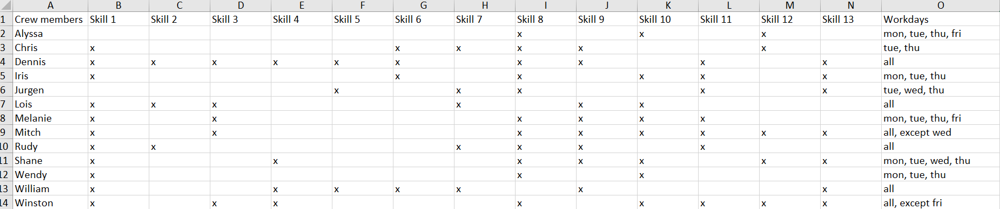 A B C D E F G H I J K L M N O
1 Crew members Skill 1 Skill 2 Skill 3 Skill 4 Skill 5 Skill 6 Skill 7 Skill 8 Skill 9 Skill 10 Skill 11 Skill 12 Skill 13 Workdays
2 Alyssa x x x mon, tue, thu, fri
3 Chris x x x x x x tue, thu
4 Dennis x x x x x x x x x x all
5 Iris x x x x x x mon, tue, thu
6 Jurgen x x x x x tue, wed, thu
7 Lois x x x x x x all
8 Melanie x x x x x x mon, tue, thu, fri
9 Mitch x x x x x x x x all, except wed
10 Rudy x x x x x x all
11 Shane x x x x x x x mon, tue, wed, thu
12 Wendy x x x mon, tue, thu
13 William x x x x x x x all
14 Winston x x x x x x x x all, except fri